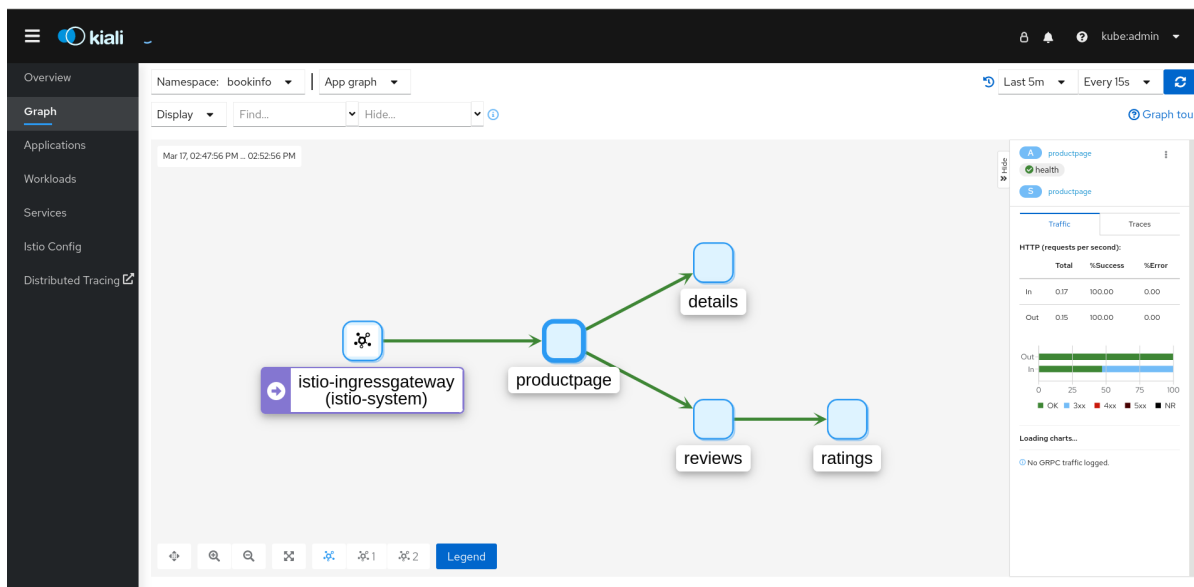 kiali
kube:admin
Overview
Graph
Applications
Workloads
Services
Istio Config
Distributed Tracing
Namespace: bookinfo
App graph
Last 5m
Every 15s
Display
Find...
Hide...
Graph tou
Mar 17, 02:47:56 PM ... 02:52:56 PM
details
istio-ingressgateway
(istio-system)
productpage
reviews
ratings
1
2
Legend
Hide
A productpage
health
S productpage
Traffic Traces
HTTP (requests per second):
Total %Success %Error
In 0.17 100.00 0.00
Out 0.15 100.00 0.00
Out
In
0 25 50 75 100
OK 3xx 4xx 5xx NR
Loading charts...
No GRPC traffic logged.